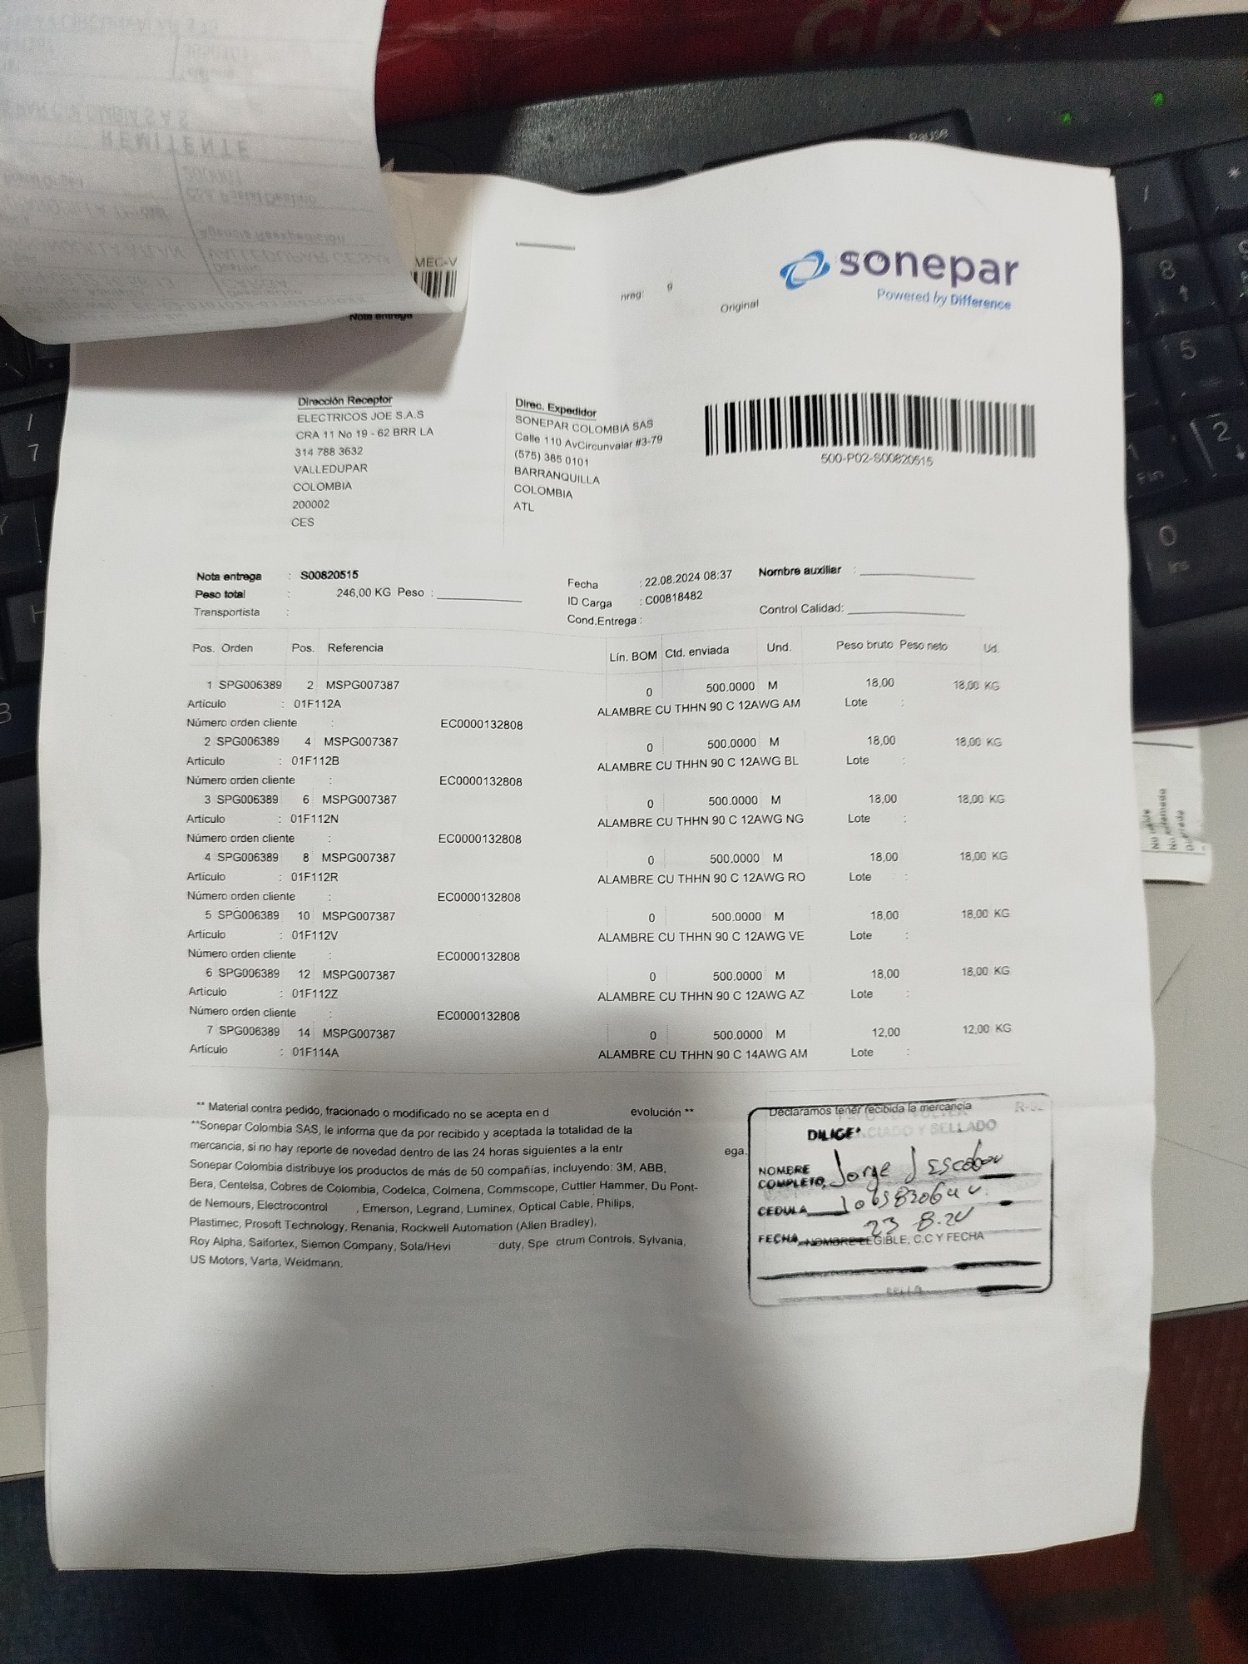 Gross
Pause
REMITENTE
MEC-V
Nota entrega
nreg: 9
Original
sonepar
Powered by Difference
Dirección Receptor
ELECTRICOS JOE S.A.S
CRA 11 No 19 - 62 BRR LA
314 788 3632
VALLEDUPAR
COLOMBIA
200002
CES
Direc. Expedidor
SONEPAR COLOMBIA SAS
Calle 110 AvCircunvalar #3-79
(575) 385 0101
BARRANQUILLA
COLOMBIA
ATL
500-P02-S00820515
Nota entrega : S00820515
Peso total : 246,00 KG Peso :
Transportista :
Fecha : 22.08.2024 08:37
ID Carga : C00818482
Cond.Entrega :
Nombre auxiliar :
Control Calidad:
Pos. Orden Pos. Referencia Lín. BOM Ctd. enviada Und. Peso bruto Peso neto Ud.
1 SPG006389 2 MSPG007387 0 500.0000 M 18,00 18,00 KG
Artículo : 01F112A ALAMBRE CU THHN 90 C 12AWG AM Lote :
Número orden cliente : EC0000132808
2 SPG006389 4 MSPG007387 0 500.0000 M 18,00 18,00 KG
Artículo : 01F112B ALAMBRE CU THHN 90 C 12AWG BL Lote :
Número orden cliente : EC0000132808
3 SPG006389 6 MSPG007387 0 500.0000 M 18,00 18,00 KG
Artículo : 01F112N ALAMBRE CU THHN 90 C 12AWG NG Lote :
Número orden cliente : EC0000132808
4 SPG006389 8 MSPG007387 0 500.0000 M 18,00 18,00 KG
Artículo : 01F112R ALAMBRE CU THHN 90 C 12AWG RO Lote :
Número orden cliente : EC0000132808
5 SPG006389 10 MSPG007387 0 500.0000 M 18,00 18,00 KG
Artículo : 01F112V ALAMBRE CU THHN 90 C 12AWG VE Lote :
Número orden cliente : EC0000132808
6 SPG006389 12 MSPG007387 0 500.0000 M 18,00 18,00 KG
Artículo : 01F112Z ALAMBRE CU THHN 90 C 12AWG AZ Lote :
Número orden cliente : EC0000132808
7 SPG006389 14 MSPG007387 0 500.0000 M 12,00 12,00 KG
Artículo : 01F114A ALAMBRE CU THHN 90 C 14AWG AM Lote :
** Material contra pedido, fracionado o modificado no se acepta en d evolución **
**Sonepar Colombia SAS, le informa que da por recibido y aceptada la totalidad de la
mercancía, si no hay reporte de novedad dentro de las 24 horas siguientes a la entr ega.
Sonepar Colombia distribuye los productos de más de 50 compañías, incluyendo: 3M, ABB,
Bera, Centelsa, Cobres de Colombia, Codelca, Colmena, Commscope, Cuttler Hammer, Du Pont-
de Nemours, Electrocontrol , Emerson, Legrand, Luminex, Optical Cable, Philips,
Plastimec, Prosoft Technology, Renania, Rockwell Automation (Allen Bradley),
Roy Alpha, Saifortex, Siemon Company, Sola/Hevi duty, Spe ctrum Controls, Sylvania,
US Motors, Varta, Weidmann.
Declaramos tener recibida la mercancía
Y SELLADO
NOMBRE
COMPLETO Jorge J Escobar
CEDULA
FECHA 23 8-24
NOMBRE LEGIBLE, C.C Y FECHA